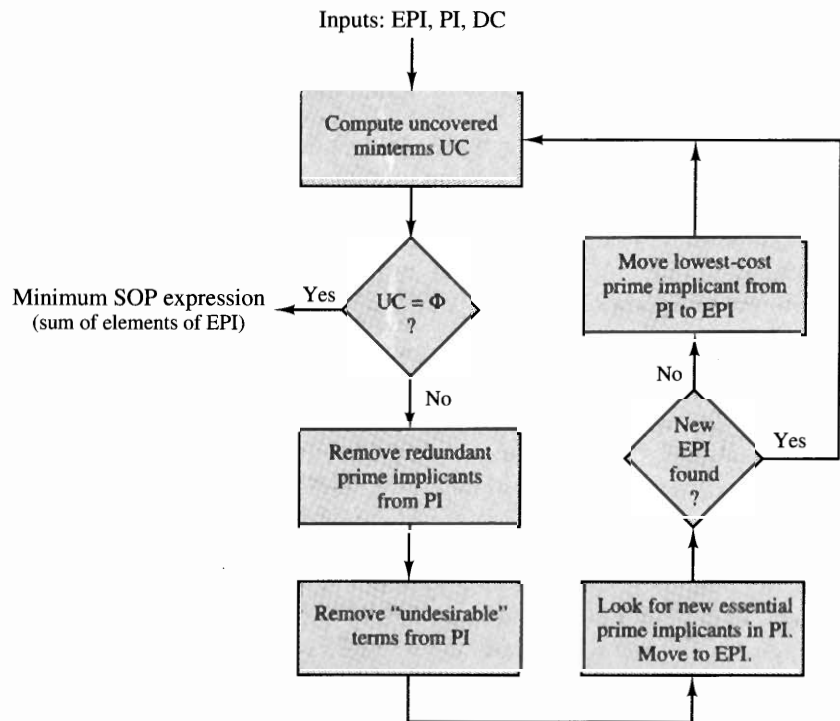 Inputs: EPI, PI, DC
Compute uncovered
minterms UC
UC = Φ
?
Yes
Minimum SOP expression
(sum of elements of EPI)
No
Remove redundant
prime implicants
from PI
Remove “undesirable”
terms from PI
Look for new essential
prime implicants in PI.
Move to EPI.
New
EPI
found
?
Yes
No
Move lowest-cost
prime implicant from
PI to EPI